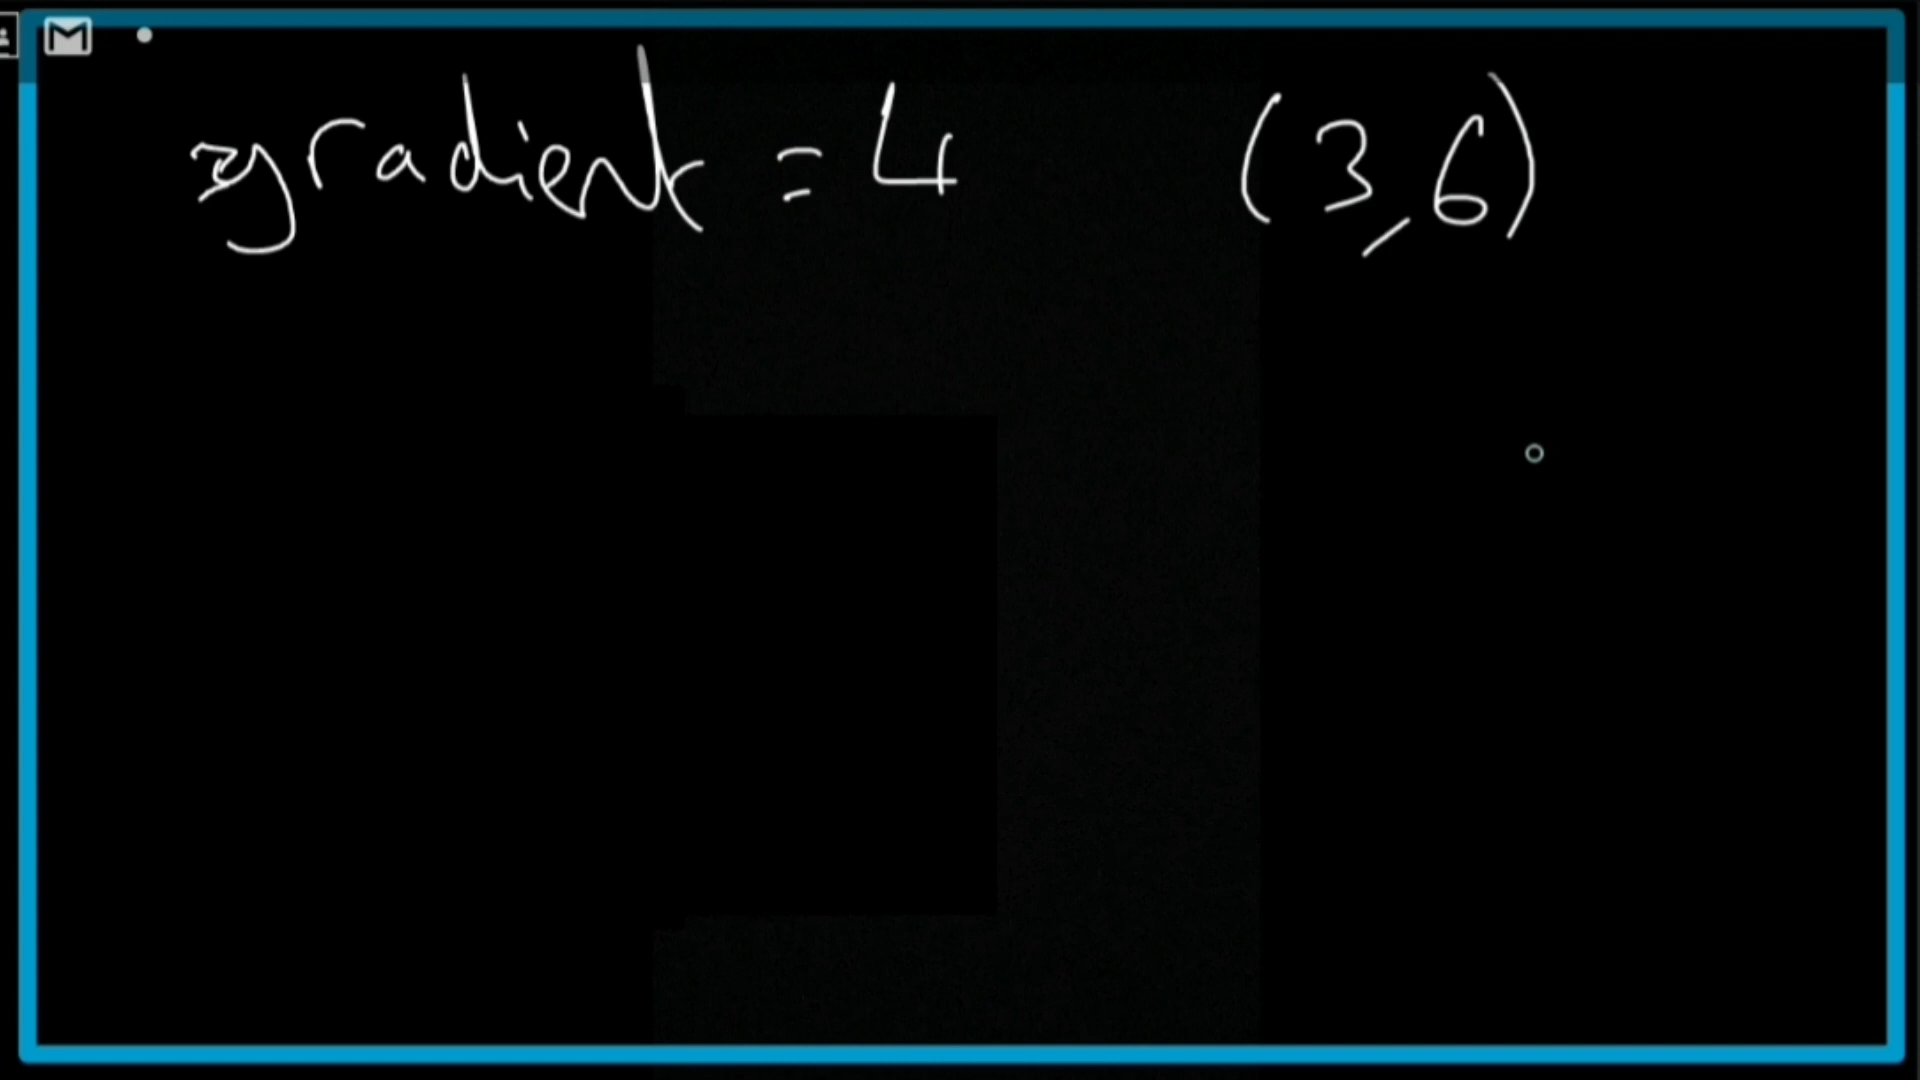 gradient = 4 (3,6)